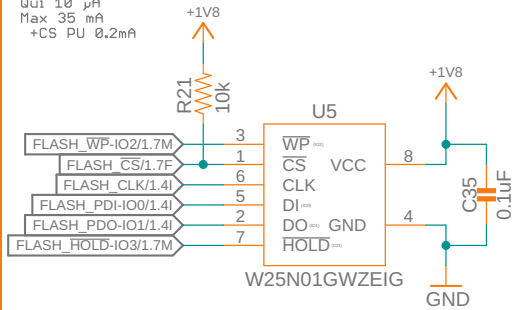 Qui 10 µA
Max 35 mA
+CS PU 0.2mA
+1V8
R21
10k
+1V8
U5
FLASH_WP-IO2/1.7M 3 WP
FLASH_CS/1.7F 1 CS VCC 8
FLASH_CLK/1.4I 6 CLK
FLASH_PDI-IO0/1.4I 5 DI
FLASH_PDO-IO1/1.4I 2 DO GND 4
FLASH_HOLD-IO3/1.7M 7 HOLD
C35
0.1uF
W25N01GWZEIG
GND